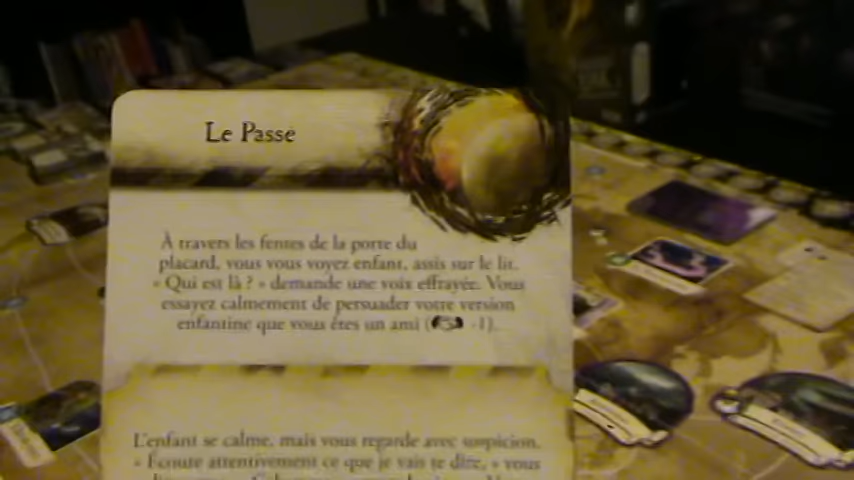 Le Passé
À travers les fentes de la porte du
placard, vous vous voyez enfant, assis sur le lit.
« Qui est là ? » demande une voix effrayée. Vous
essayez calmement de persuader votre version
enfantine que vous êtes un ami ( -1).
L'enfant se calme, mais vous regarde avec suspicion.
« Écoute attentivement ce que je vais te dire, » vous